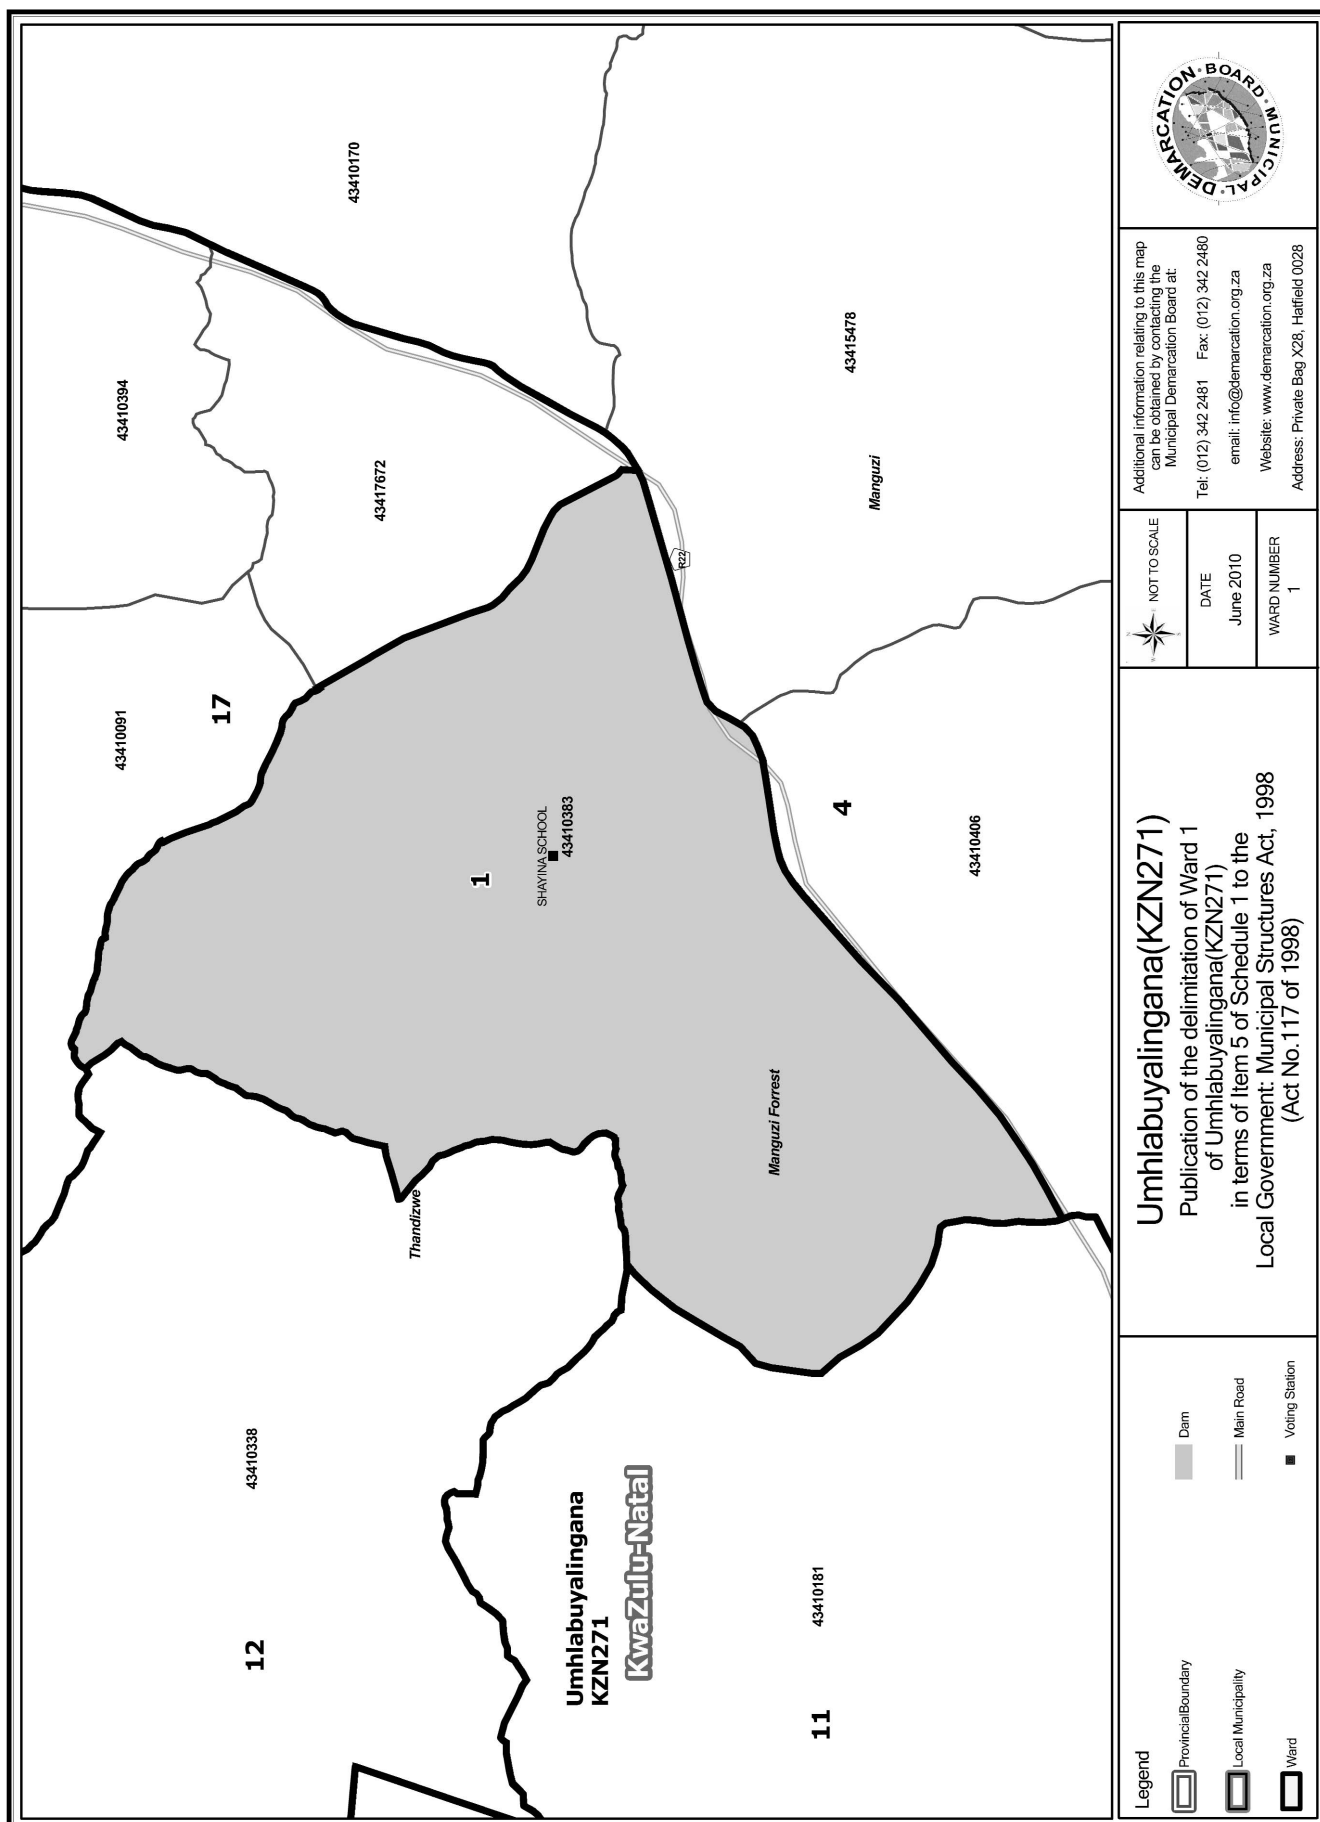 43410394
43410170
43410091
17
43417672
12
43410338
Thandizwe
1
SHAYINA SCHOOL
43410383
Umhlabuyalingana
KZN271
KwaZulu-Natal
R22
Manguzi Forrest
Manguzi
43415478
4
43410406
11
43410181
Legend
ProvincialBoundary
Local Municipality
Ward
Dam
Main Road
Voting Station
Umhlabuyalingana(KZN271)
Publication of the delimitation of Ward 1
of Umhlabuyalingana(KZN271)
in terms of Item 5 of Schedule 1 to the
Local Government: Municipal Structures Act, 1998
(Act No.117 of 1998)
N
W
E
S
NOT TO SCALE
DATE
June 2010
WARD NUMBER
1
Additional information relating to this map
can be obtained by contacting the
Municipal Demarcation Board at:
Tel: (012) 342 2481 Fax: (012) 342 2480
email: info@demarcation.org.za
Website: www.demarcation.org.za
Address: Private Bag X28, Hatfield 0028
MUNICIPAL · DEMARCATION · BOARD ·